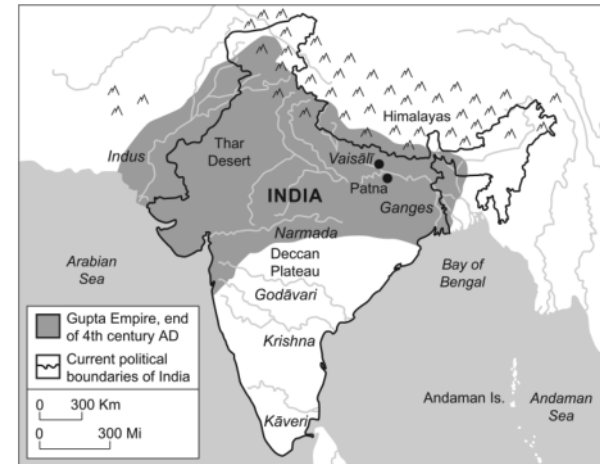 Himalayas
Indus
Thar
Desert
Vaisālī
Patna
INDIA
Ganges
Narmada
Deccan
Plateau
Arabian
Sea
Bay of
Bengal
Godāvari
Gupta Empire, end
of 4th century AD
Krishna
Current political
boundaries of India
0 300 Km
0 300 Mi
Andaman Is.
Andaman
Sea
Kāveri